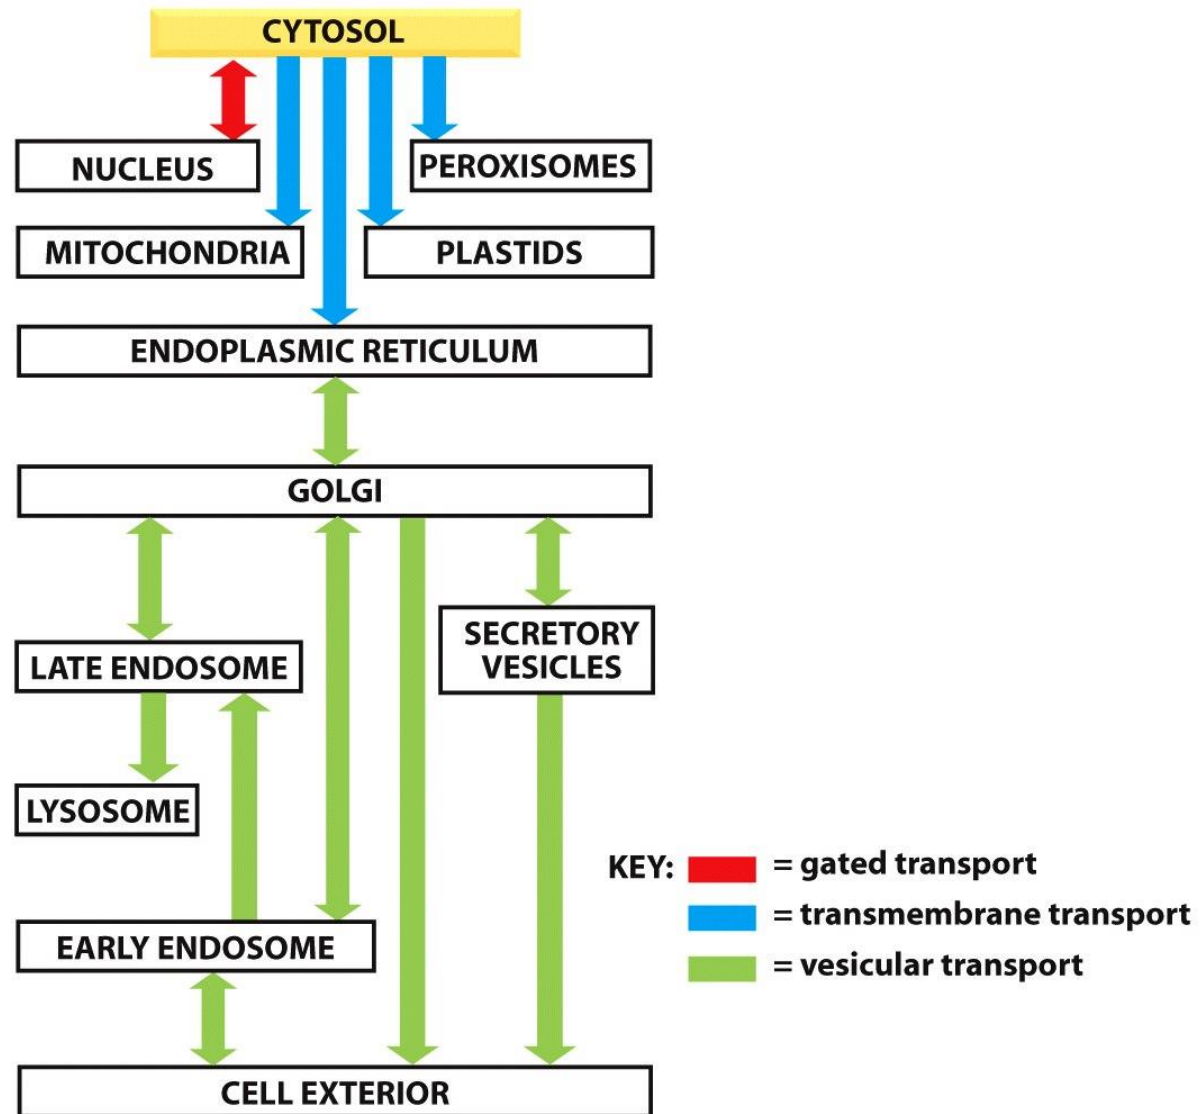 CYTOSOL
NUCLEUS
PEROXISOMES
MITOCHONDRIA
PLASTIDS
ENDOPLASMIC RETICULUM
GOLGI
SECRETORY
VESICLES
LATE ENDOSOME
LYSOSOME
KEY:
= gated transport
= transmembrane transport
= vesicular transport
EARLY ENDOSOME
CELL EXTERIOR